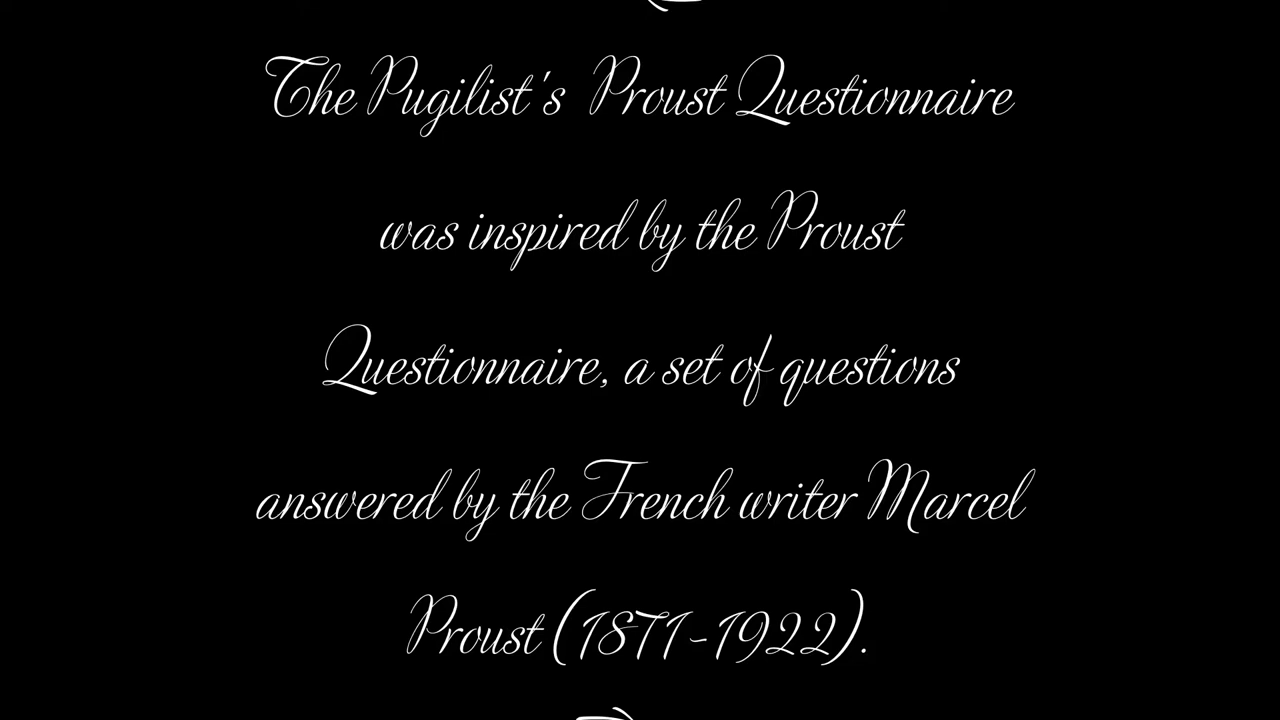 The Pugilist's Proust Questionnaire
was inspired by the Proust
Questionnaire, a set of questions
answered by the French writer Marcel
Proust (1871-1922).